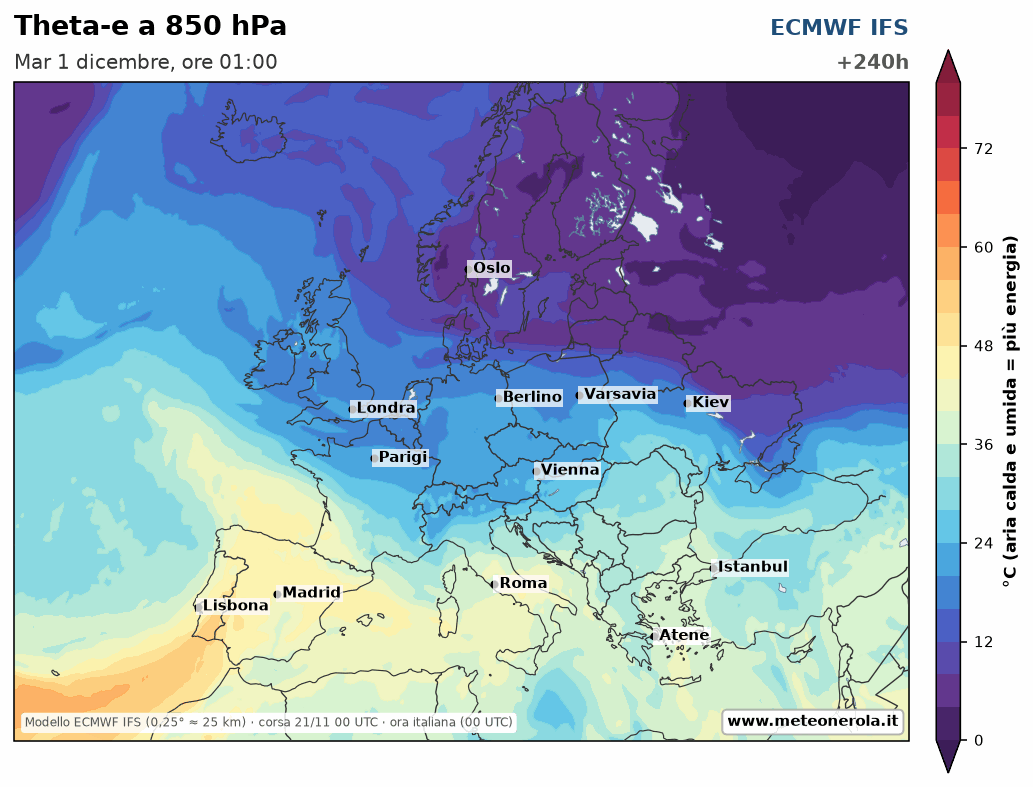 Theta-e a 850 hPa
ECMWF IFS
Mar 1 dicembre, ore 01:00
+240h
72
60
48
36
24
12
0
°C (aria calda e umida = più energia)
Oslo
Londra
Berlino
Varsavia
Kiev
Parigi
Vienna
Istanbul
Roma
Madrid
Lisbona
Atene
Modello ECMWF IFS (0,25° ≈ 25 km) · corsa 21/11 00 UTC · ora italiana (00 UTC)
www.meteonerola.it